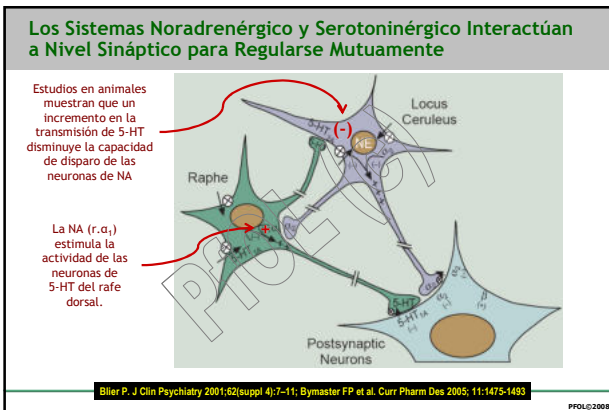 Los Sistemas Noradrenérgico y Serotoninérgico Interactúan
a Nivel Sináptico para Regularse Mutuamente
Estudios en animales
muestran que un
incremento en la
transmisión de 5-HT
disminuye la capacidad
de disparo de las
neuronas de NA
La NA (r.α₁)
estimula la
actividad de las
neuronas de
5-HT del rafe
dorsal.
Locus
Ceruleus
5-HT1A
(-)
NE
Raphe
+
5-HT1A
5-HT
5-HT1A
(-)
α₂
(-)
β
(+)
Postsynaptic
Neurons
Blier P. J Clin Psychiatry 2001;62(suppl 4):7–11; Bymaster FP et al. Curr Pharm Des 2005; 11:1475-1493
PFOL©2008